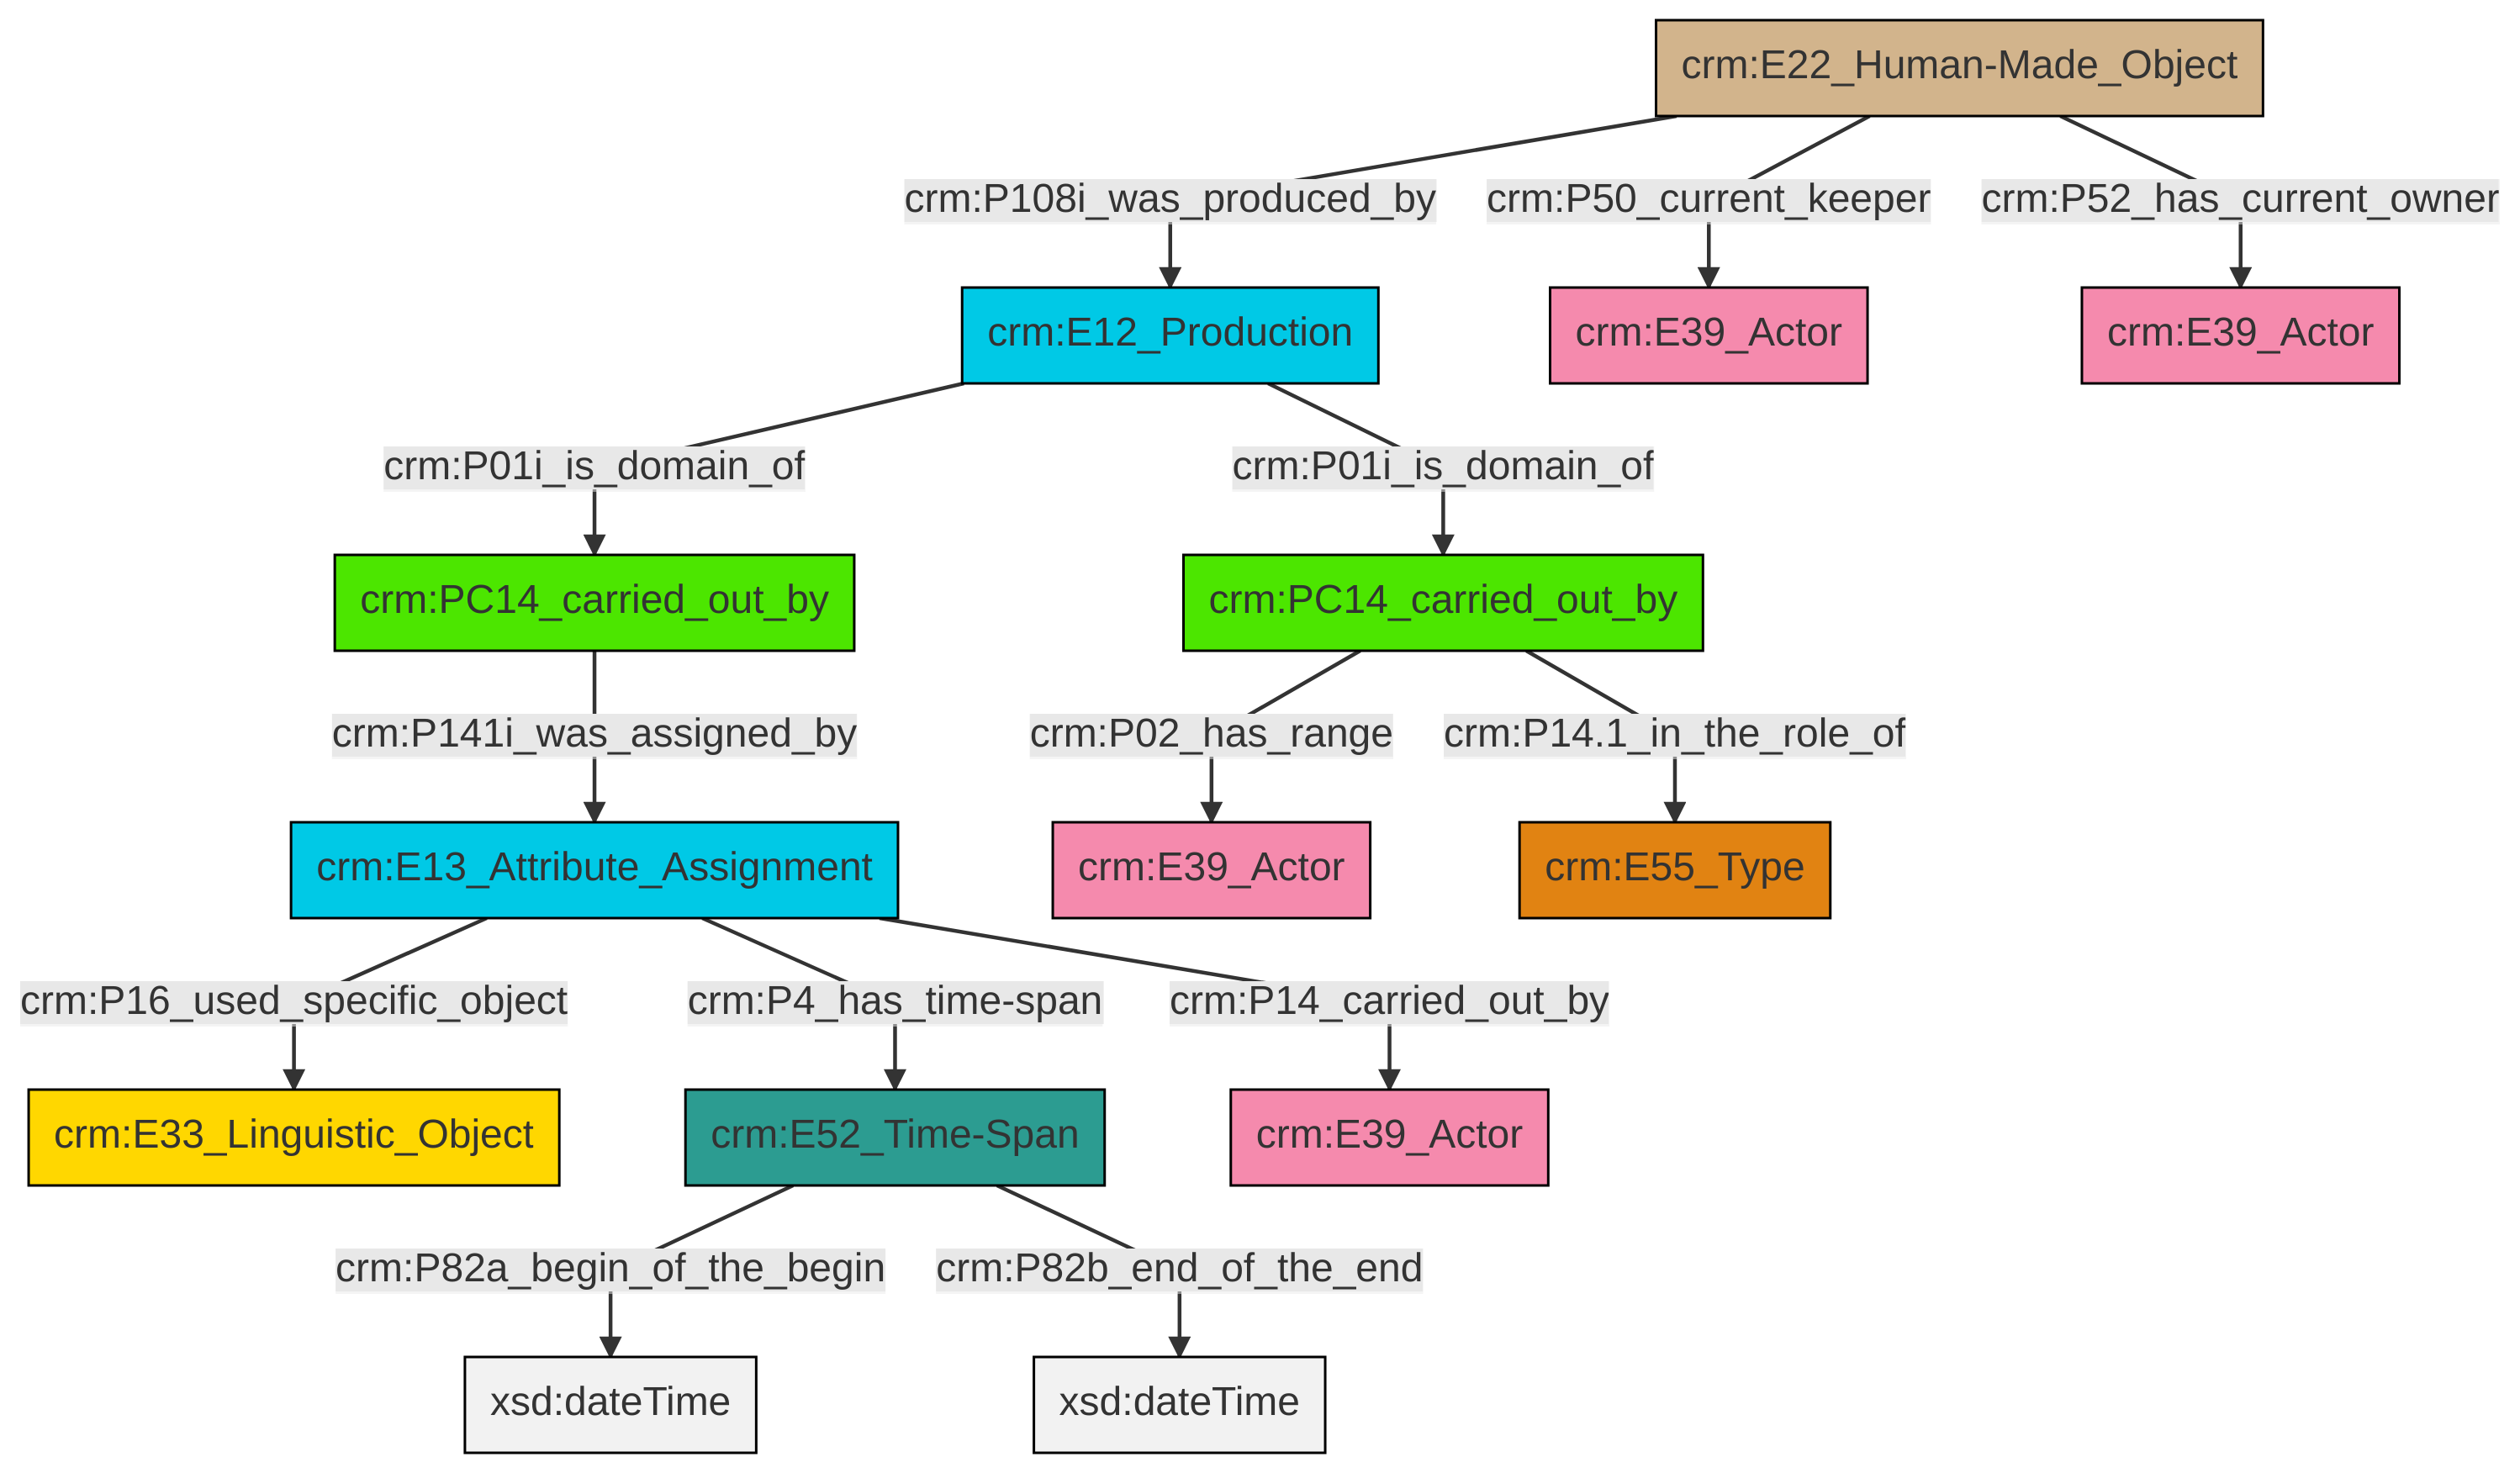 crm:E22_Human-Made_Object
crm:P108i_was_produced_by
crm:P50_current_keeper
crm:P52_has_current_owner
crm:E12_Production
crm:E39_Actor
crm:E39_Actor
crm:P01i_is_domain_of
crm:P01i_is_domain_of
crm:PC14_carried_out_by
crm:PC14_carried_out_by
crm:P141i_was_assigned_by
crm:P02_has_range
crm:P14.1_in_the_role_of
crm:E13_Attribute_Assignment
crm:E39_Actor
crm:E55_Type
crm:P16_used_specific_object
crm:P4_has_time-span
crm:P14_carried_out_by
crm:E33_Linguistic_Object
crm:E52_Time-Span
crm:E39_Actor
crm:P82a_begin_of_the_begin
crm:P82b_end_of_the_end
xsd:dateTime
xsd:dateTime